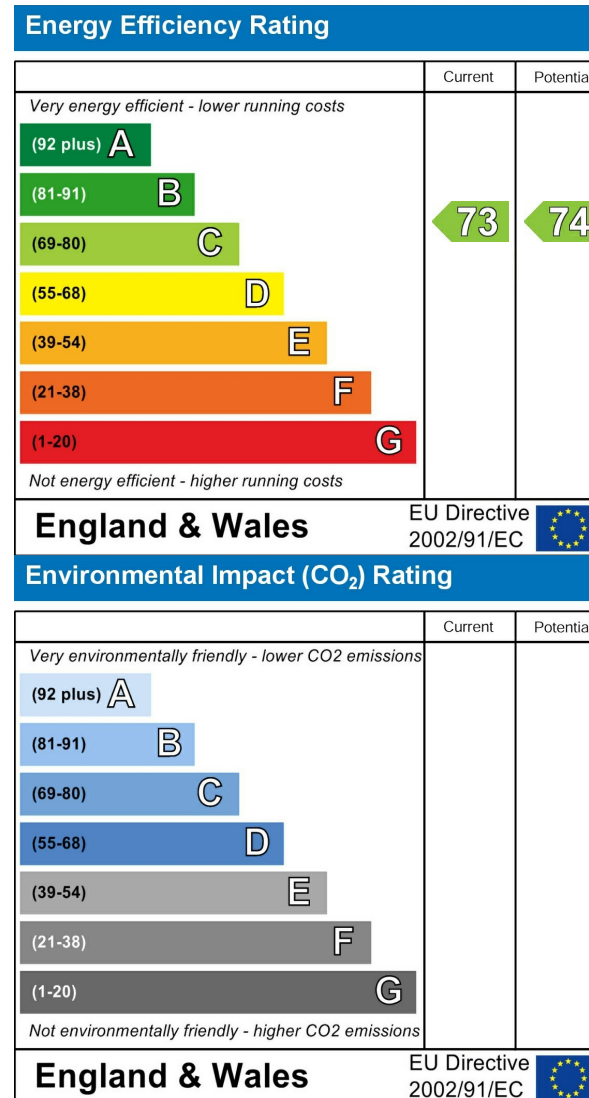 Energy Efficiency Rating
Current Potentia
Very energy efficient - lower running costs
(92 plus) A
(81-91) B
(69-80) C
73 74
(55-68) D
(39-54) E
(21-38) F
(1-20) G
Not energy efficient - higher running costs
England & Wales
EU Directive
2002/91/EC
Environmental Impact (CO₂) Rating
Current Potentia
Very environmentally friendly - lower CO2 emissions
(92 plus) A
(81-91) B
(69-80) C
(55-68) D
(39-54) E
(21-38) F
(1-20) G
Not environmentally friendly - higher CO2 emissions
England & Wales
EU Directive
2002/91/EC